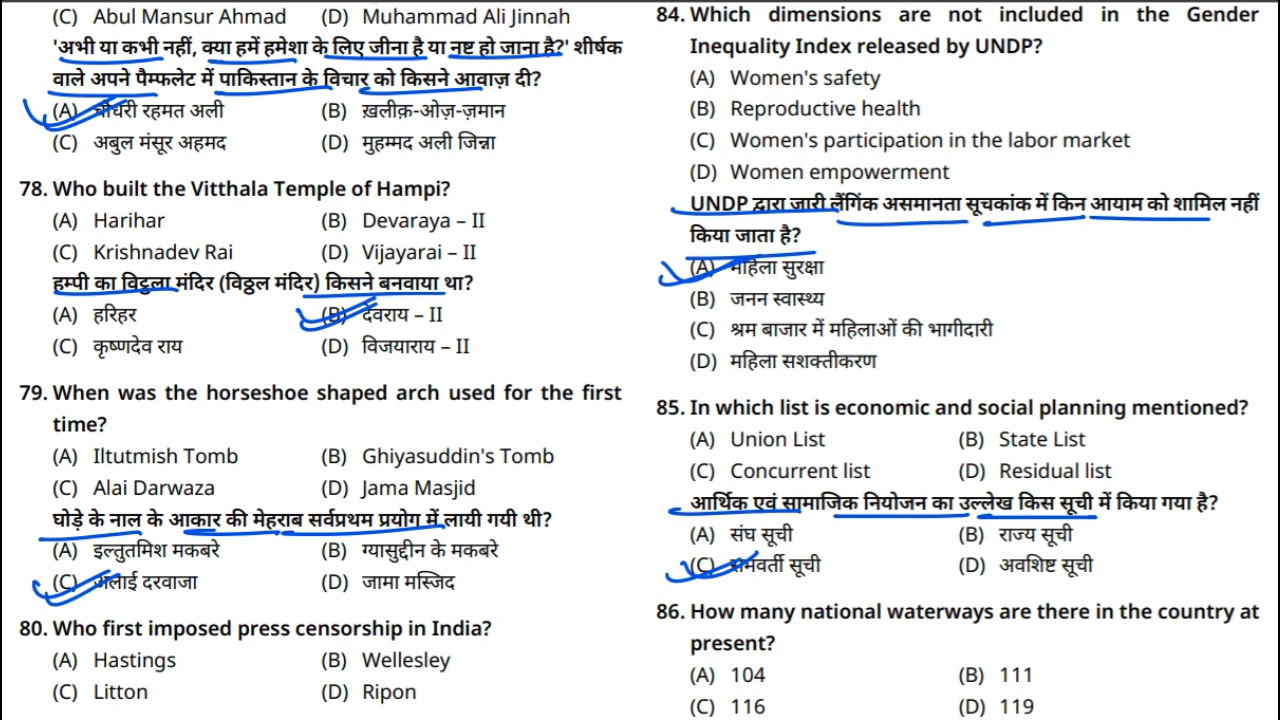 (C) Abul Mansur Ahmad (D) Muhammad Ali Jinnah
'अभी या कभी नहीं, क्या हमें हमेशा के लिए जीना है या नष्ट हो जाना है?' शीर्षक
वाले अपने पैम्फलेट में पाकिस्तान के विचार को किसने आवाज़ दी?
(A) चौधरी रहमत अली (B) ख़लीक़-ओज़-ज़मान
(C) अबुल मंसूर अहमद (D) मुहम्मद अली जिन्ना
78. Who built the Vitthala Temple of Hampi?
(A) Harihar (B) Devaraya – II
(C) Krishnadev Rai (D) Vijayarai – II
हम्पी का विट्ठला मंदिर (विठ्ठल मंदिर) किसने बनवाया था?
(A) हरिहर (B) देवराय – II
(C) कृष्णदेव राय (D) विजयाराय – II
79. When was the horseshoe shaped arch used for the first
time?
(A) Iltutmish Tomb (B) Ghiyasuddin's Tomb
(C) Alai Darwaza (D) Jama Masjid
घोड़े के नाल के आकार की मेहराब सर्वप्रथम प्रयोग में लायी गयी थी?
(A) इल्तुतमिश मकबरे (B) ग्यासुद्दीन के मकबरे
(C) अलाई दरवाजा (D) जामा मस्जिद
80. Who first imposed press censorship in India?
(A) Hastings (B) Wellesley
(C) Litton (D) Ripon
84. Which dimensions are not included in the Gender
Inequality Index released by UNDP?
(A) Women's safety
(B) Reproductive health
(C) Women's participation in the labor market
(D) Women empowerment
UNDP द्वारा जारी लैंगिक असमानता सूचकांक में किन आयाम को शामिल नहीं
किया जाता है?
(A) महिला सुरक्षा
(B) जनन स्वास्थ्य
(C) श्रम बाजार में महिलाओं की भागीदारी
(D) महिला सशक्तीकरण
85. In which list is economic and social planning mentioned?
(A) Union List (B) State List
(C) Concurrent list (D) Residual list
आर्थिक एवं सामाजिक नियोजन का उल्लेख किस सूची में किया गया है?
(A) संघ सूची (B) राज्य सूची
(C) समवर्ती सूची (D) अवशिष्ट सूची
86. How many national waterways are there in the country at
present?
(A) 104 (B) 111
(C) 116 (D) 119